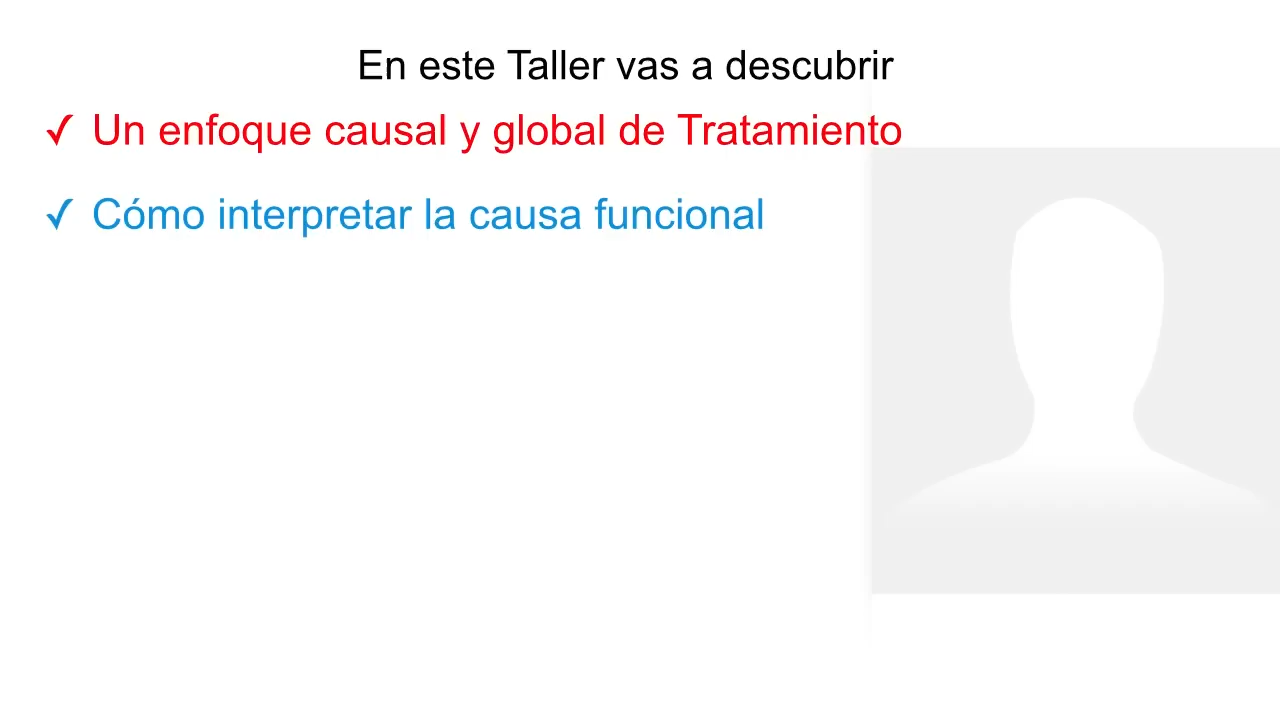 En este Taller vas a descubrir
✓ Un enfoque causal y global de Tratamiento
✓ Cómo interpretar la causa funcional